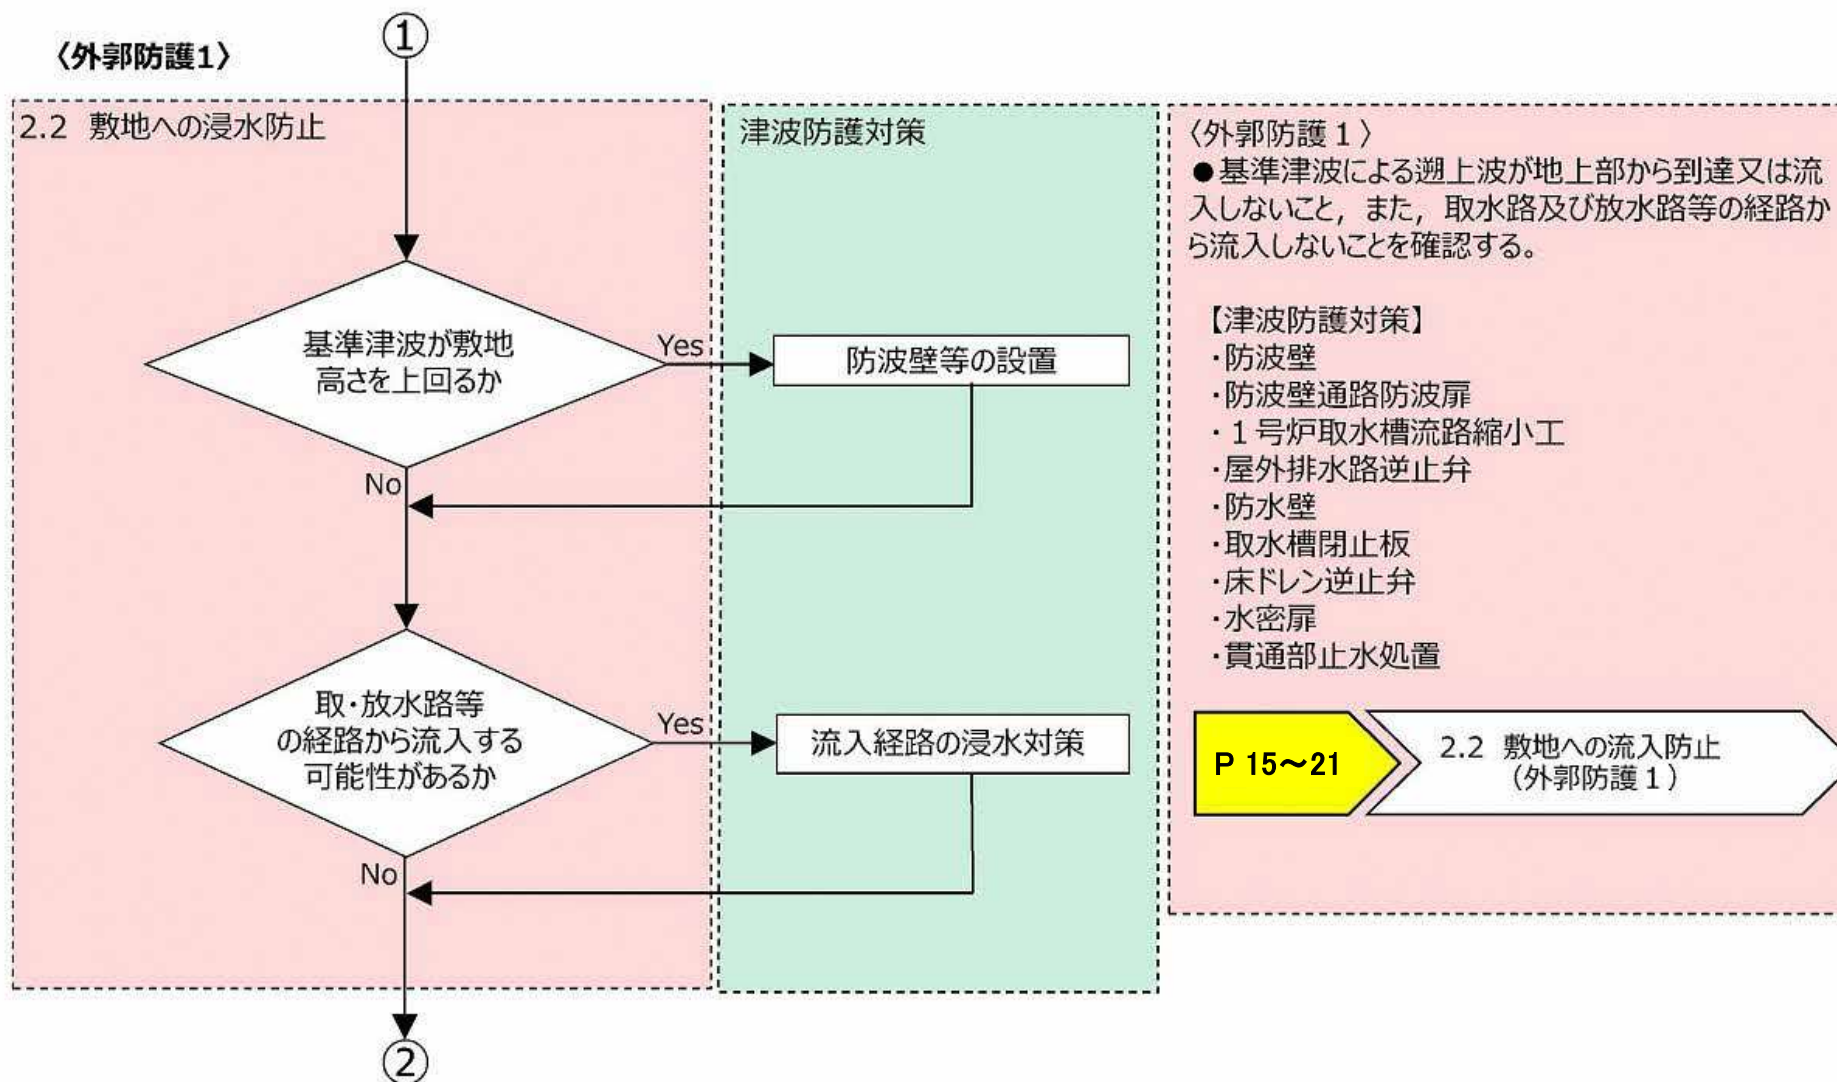 ①
〈外郭防護1〉
2.2 敷地への浸水防止
基準津波が敷地
高さを上回るか
Yes
No
取・放水路等
の経路から流入する
可能性があるか
Yes
No
②
津波防護対策
防波壁等の設置
流入経路の浸水対策
〈外郭防護１〉
●基準津波による遡上波が地上部から到達又は流
入しないこと，また，取水路及び放水路等の経路か
ら流入しないことを確認する。
【津波防護対策】
・防波壁
・防波壁通路防波扉
・１号炉取水槽流路縮小工
・屋外排水路逆止弁
・防水壁
・取水槽閉止板
・床ドレン逆止弁
・水密扉
・貫通部止水処置
P 15～21
2.2 敷地への流入防止
（外郭防護１）